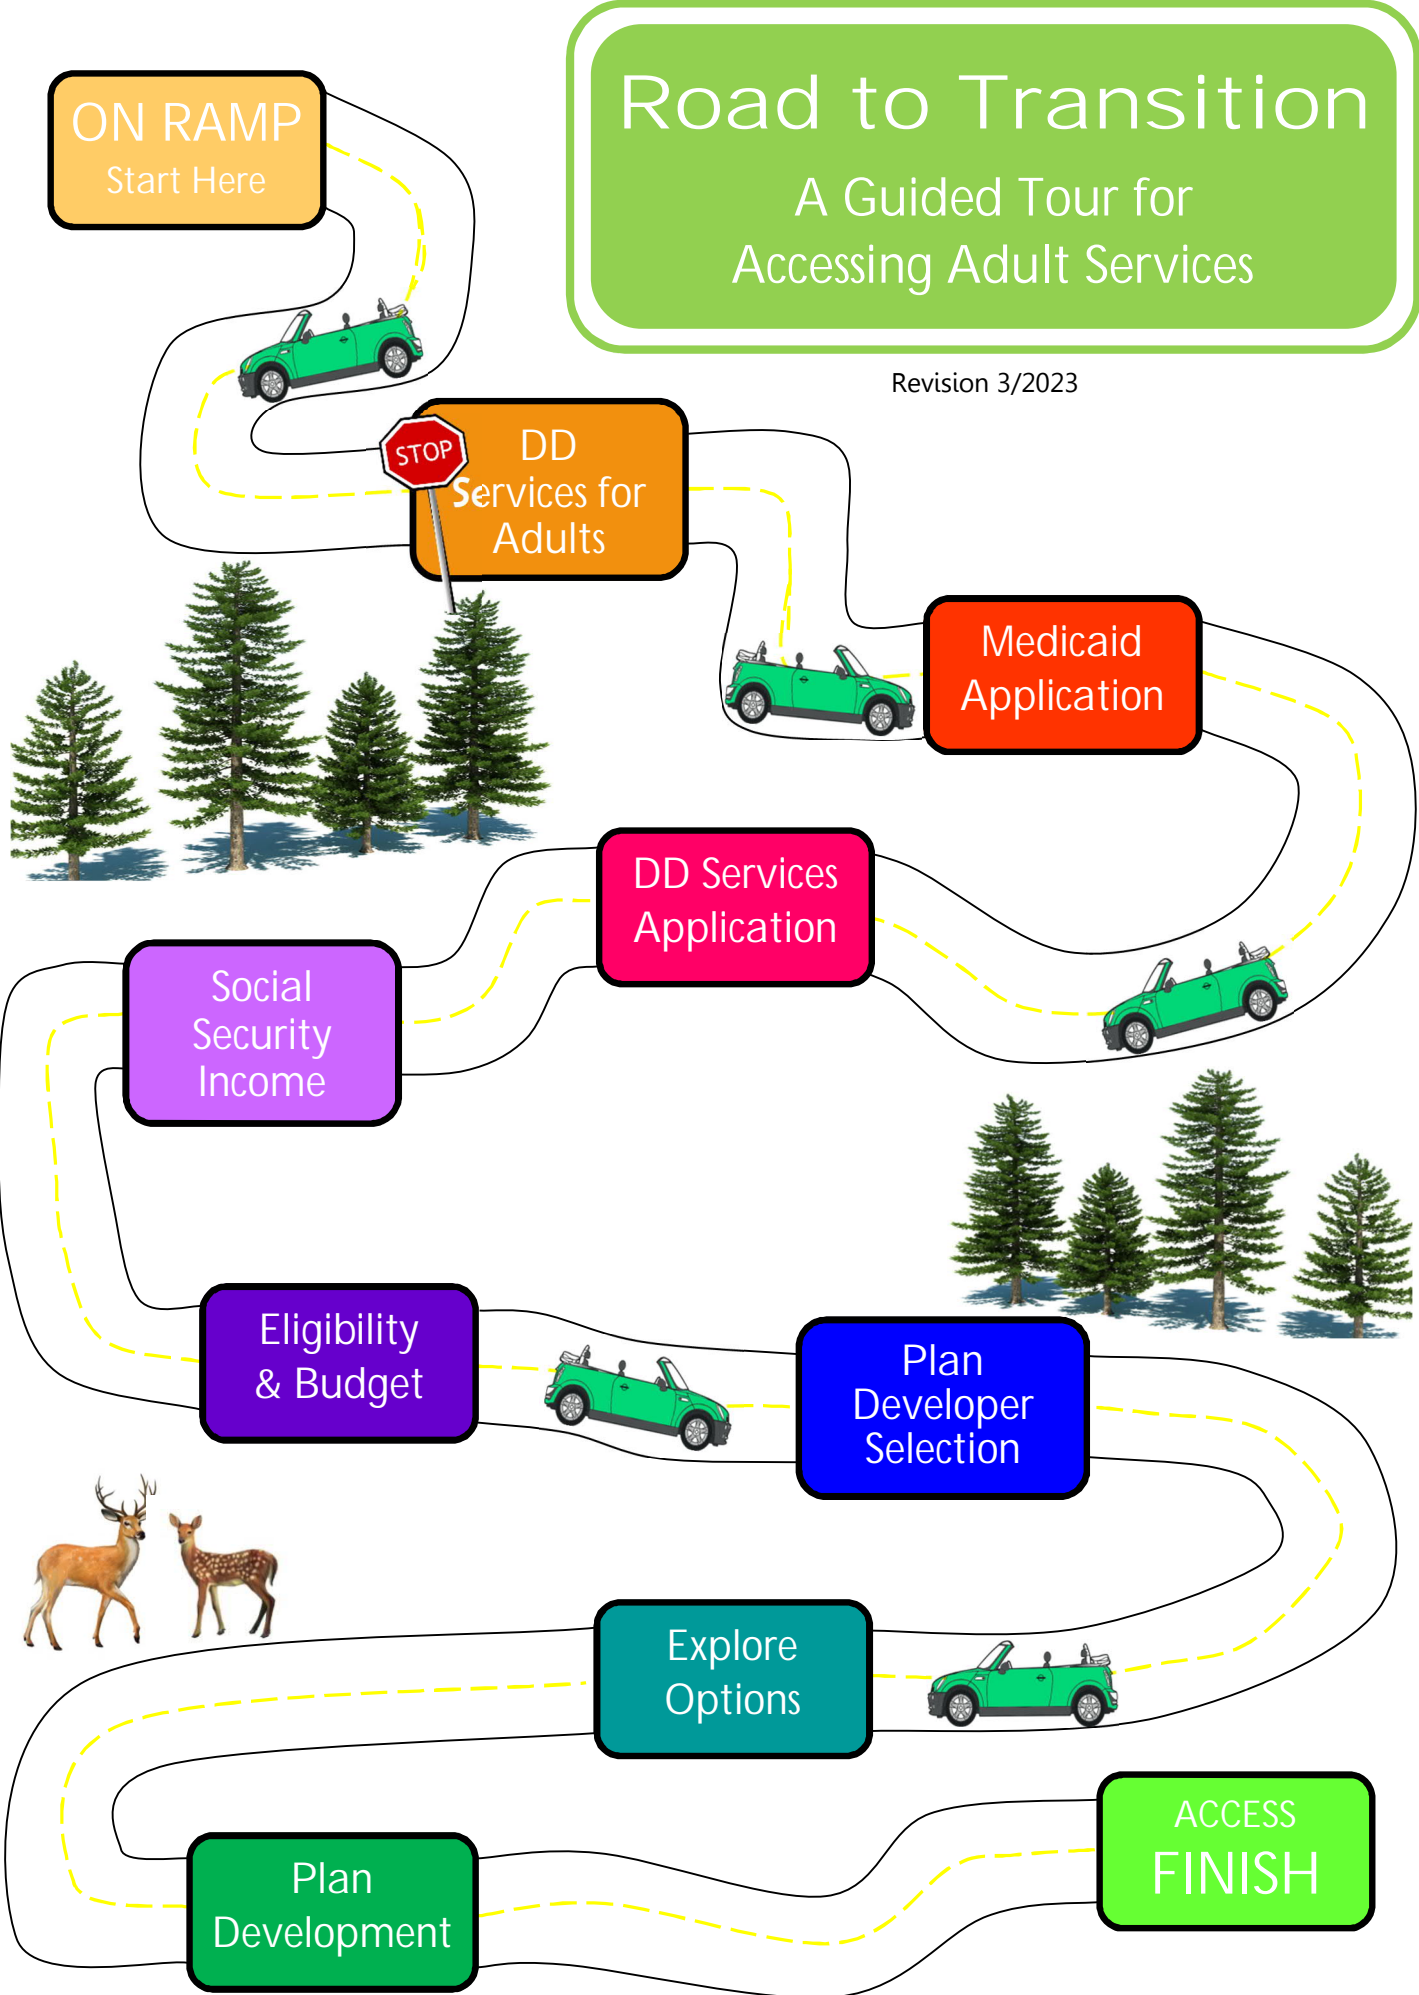 Road to Transition
A Guided Tour for
Accessing Adult Services
Revision 3/2023
ON RAMP
Start Here
STOP
DD
Services for
Adults
Medicaid
Application
DD Services
Application
Social
Security
Income
Eligibility
& Budget
Plan
Developer
Selection
Explore
Options
Plan
Development
ACCESS
FINISH